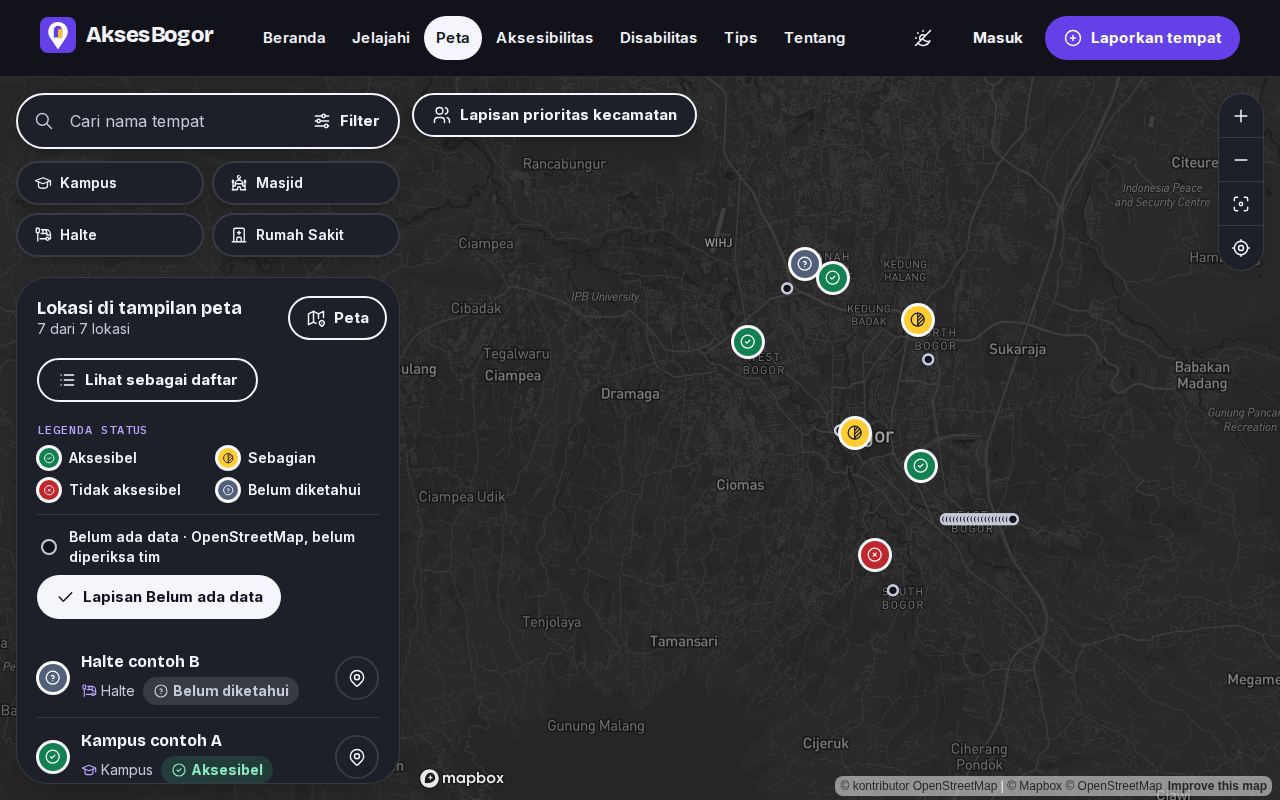 AksesBogor
Beranda
Jelajahi
Peta
Aksesibilitas
Disabilitas
Tips
Tentang
Masuk
Laporkan tempat
Cari nama tempat
Filter
Lapisan prioritas kecamatan
Kampus
Masjid
Halte
Rumah Sakit
Lokasi di tampilan peta
7 dari 7 lokasi
Peta
Lihat sebagai daftar
LEGENDA STATUS
Aksesibel
Sebagian
Tidak aksesibel
Belum diketahui
Belum ada data · OpenStreetMap, belum
diperiksa tim
Lapisan Belum ada data
Halte contoh B
Halte
Belum diketahui
Kampus contoh A
Kampus
Aksesibel
Rancabungur
Citeure
Indonesia Peace
and Security Centre
Ciampea
WIHJ
KEDUNG
HALANG
IPB University
Cibadak
KEDUNG
BADAK
BOGOR
Sukaraja
Tegalwaru
Ciampea
ulang
BOGOR
Dramaga
Babakan
Madang
Gunung Pancar
Recreation
Ciomas
Ciampea Udik
BOGOR
BOGOR
Tenjolaya
Tamansari
Megame
Gunung Malang
Cijeruk
Ciherang
Pondok
mapbox
© kontributor OpenStreetMap | © Mapbox © OpenStreetMap Improve this map
Ciawi